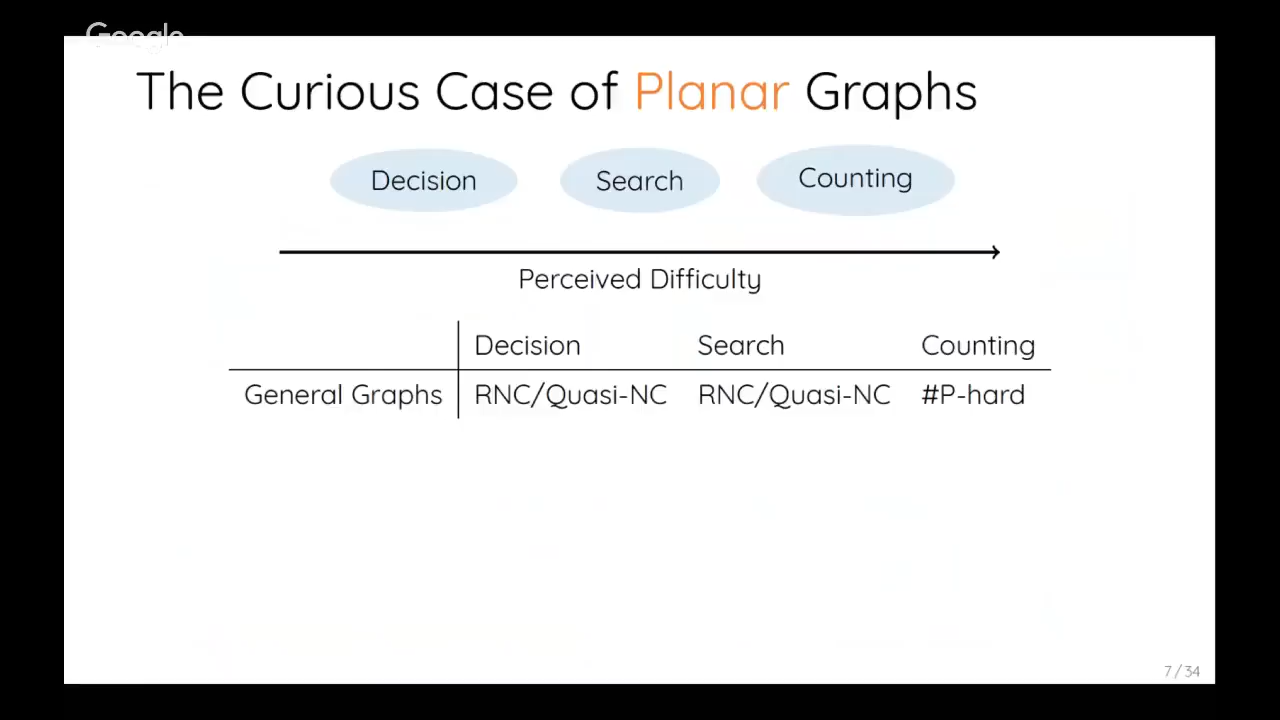 Google
The Curious Case of Planar Graphs
Decision Search Counting
Perceived Difficulty
Decision Search Counting
General Graphs RNC/Quasi-NC RNC/Quasi-NC #P-hard
7 / 34